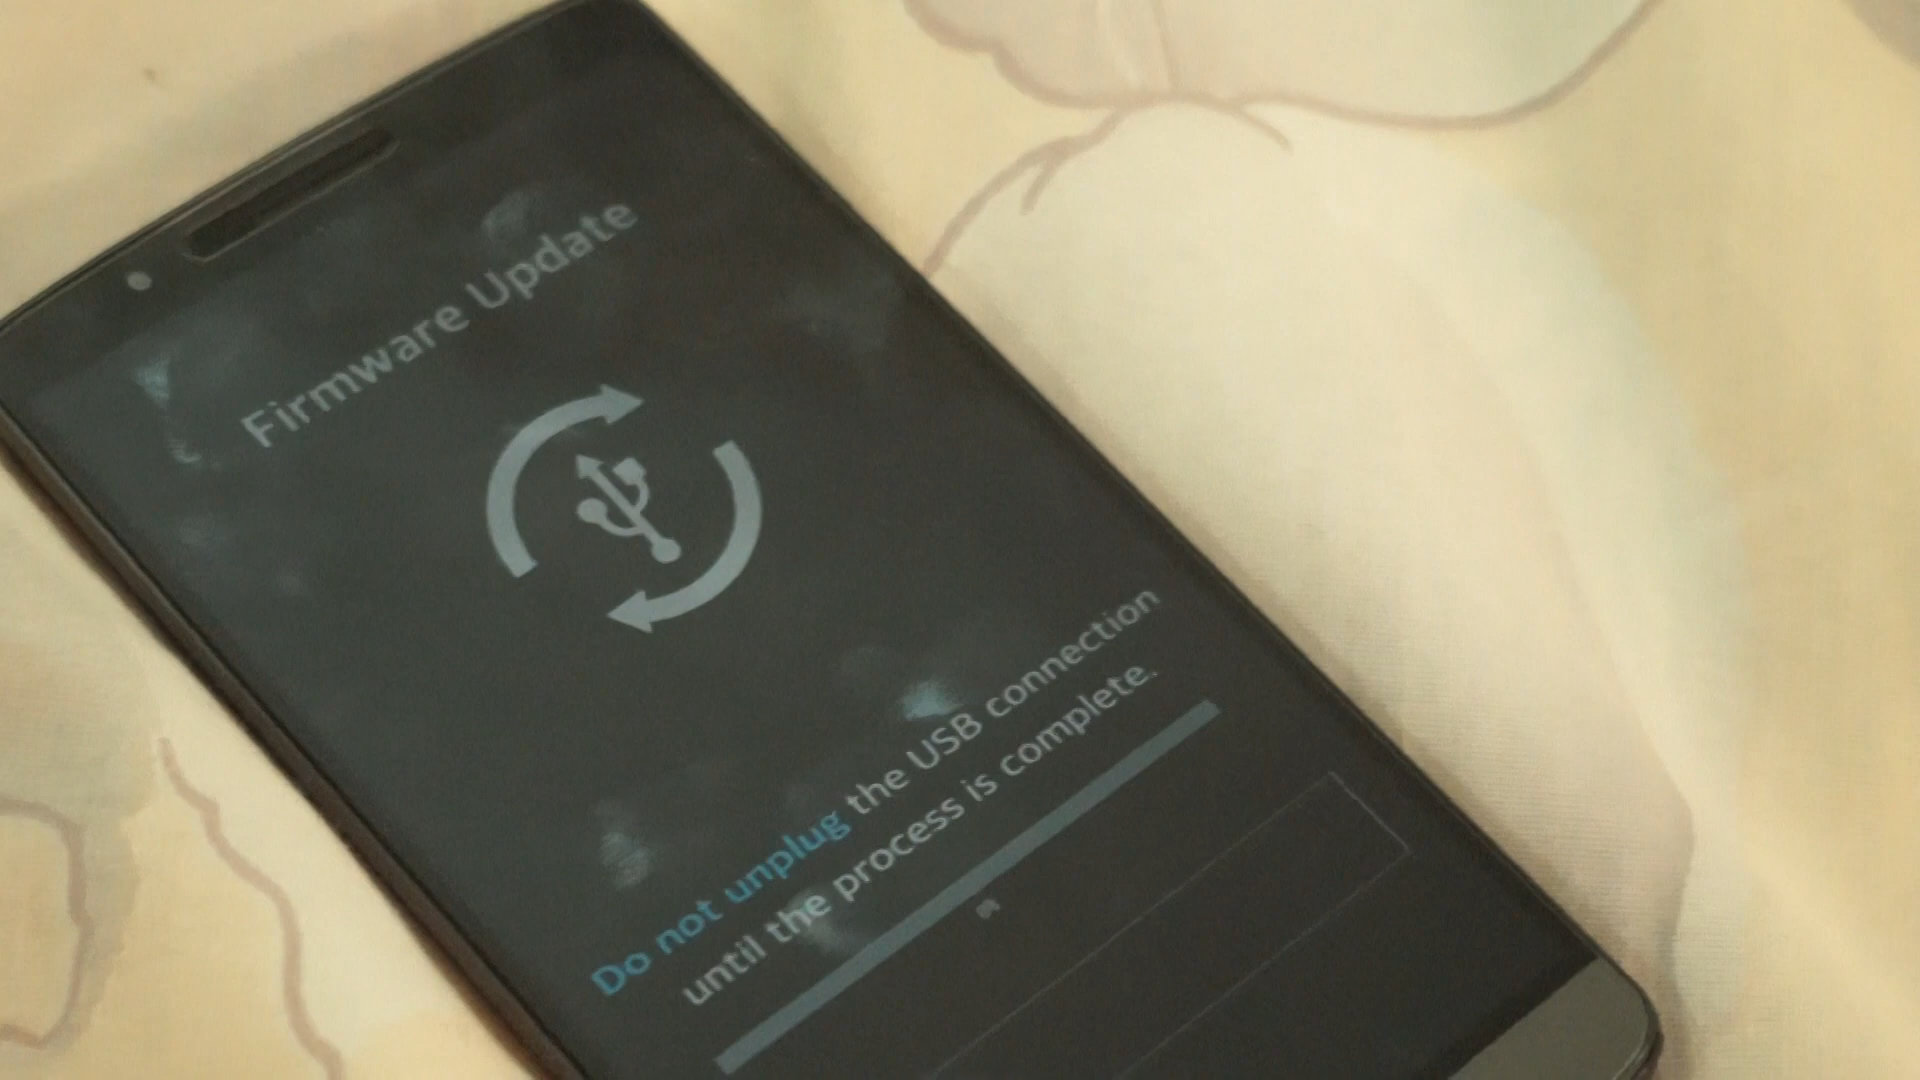 Firmware Update
Do not unplug the USB connection
until the process is complete.